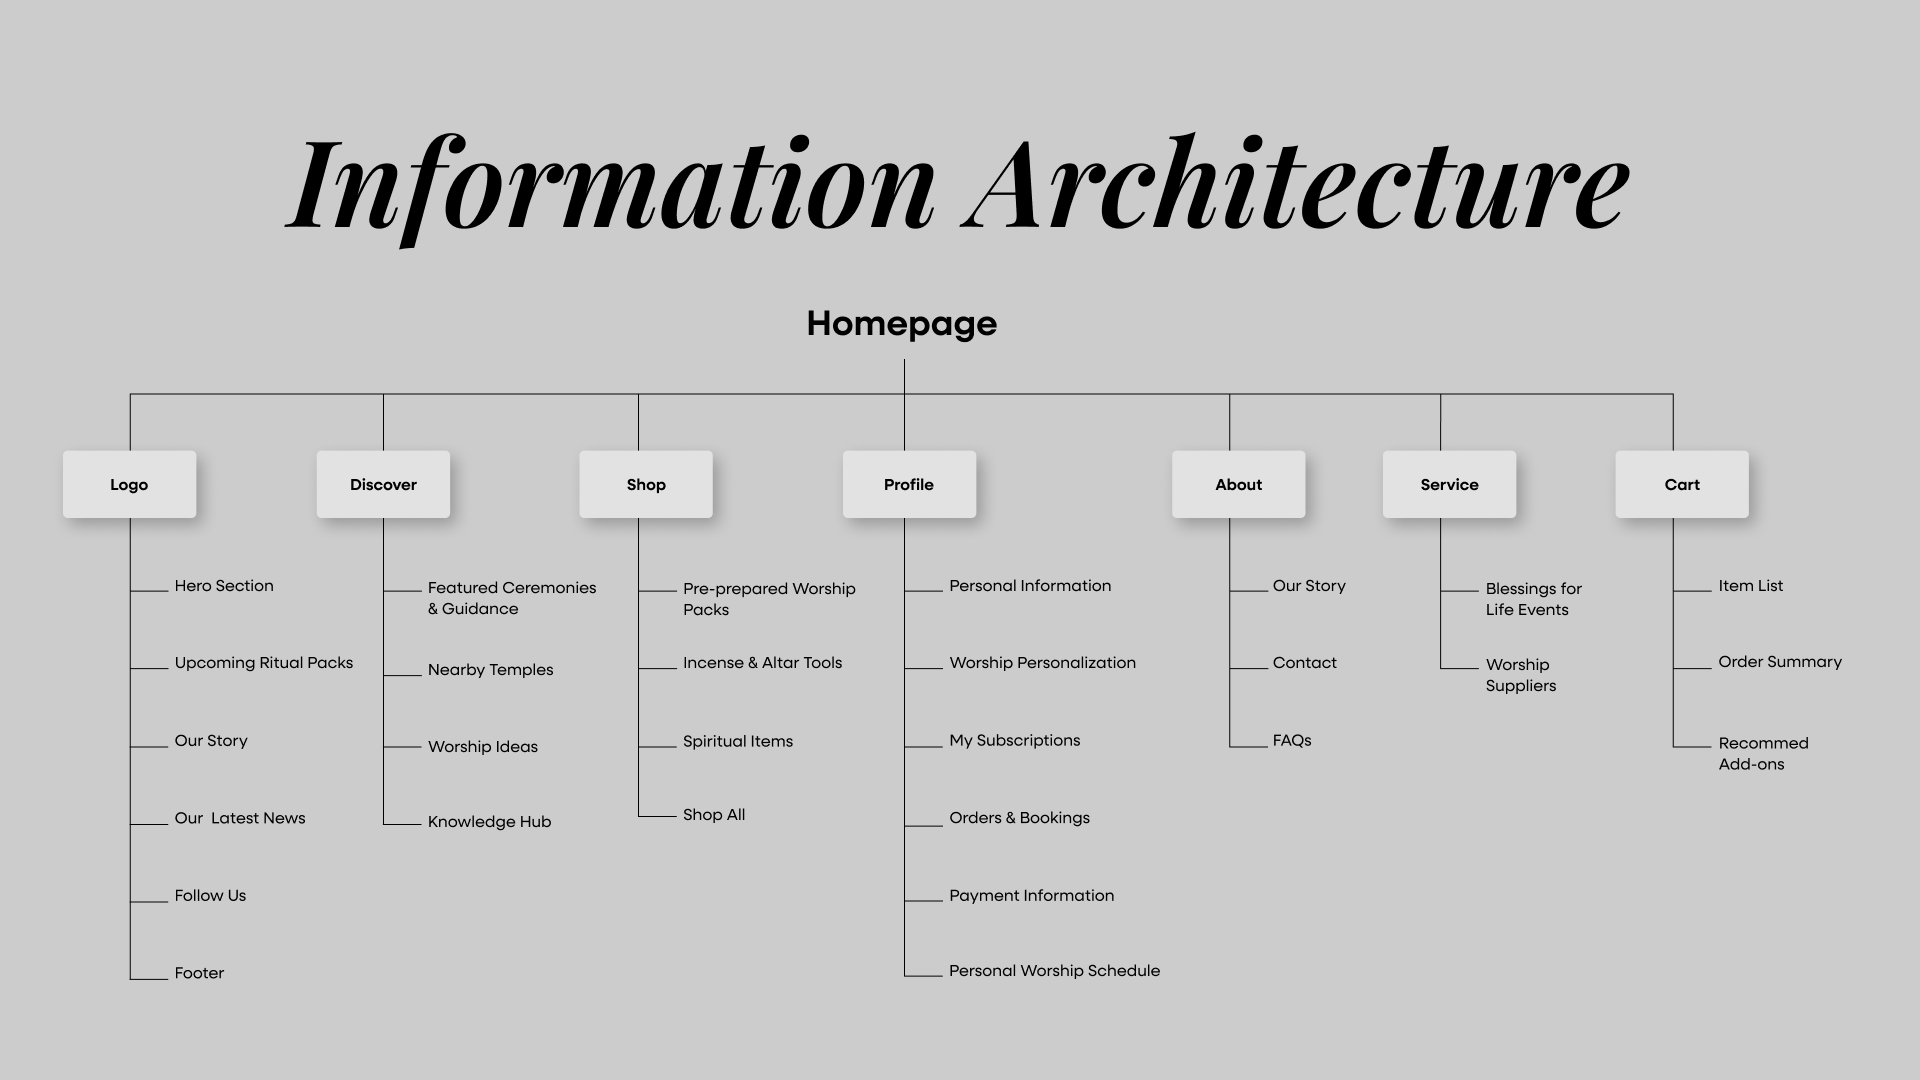 Information Architecture
Homepage
Logo
Discover
Shop
Profile
About
Service
Cart
Hero Section
Upcoming Ritual Packs
Our Story
Our  Latest News
Follow Us
Footer
Featured Ceremonies
& Guidance
Nearby Temples
Worship Ideas
Knowledge Hub
Pre-prepared Worship
Packs
Incense & Altar Tools
Spiritual Items
Shop All
Personal Information
Worship Personalization
My Subscriptions
Orders & Bookings
Payment Information
Personal Worship Schedule
Our Story
Contact
FAQs
Blessings for
Life Events
Worship
Suppliers
Item List
Order Summary
Recommed
Add-ons